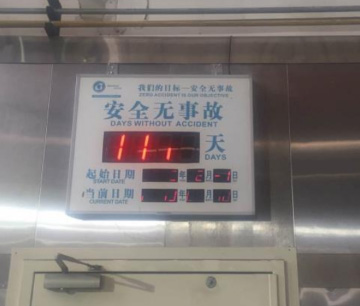 我们的目标—安全无事故
ZERO ACCIDENT IS OUR OBJECTIVE
安全无事故
DAYS WITHOUT ACCIDENT
天
DAYS
起始日期 年 2 月 1 日
START DATE
当前日期 年 月 日
CURRENT DATE